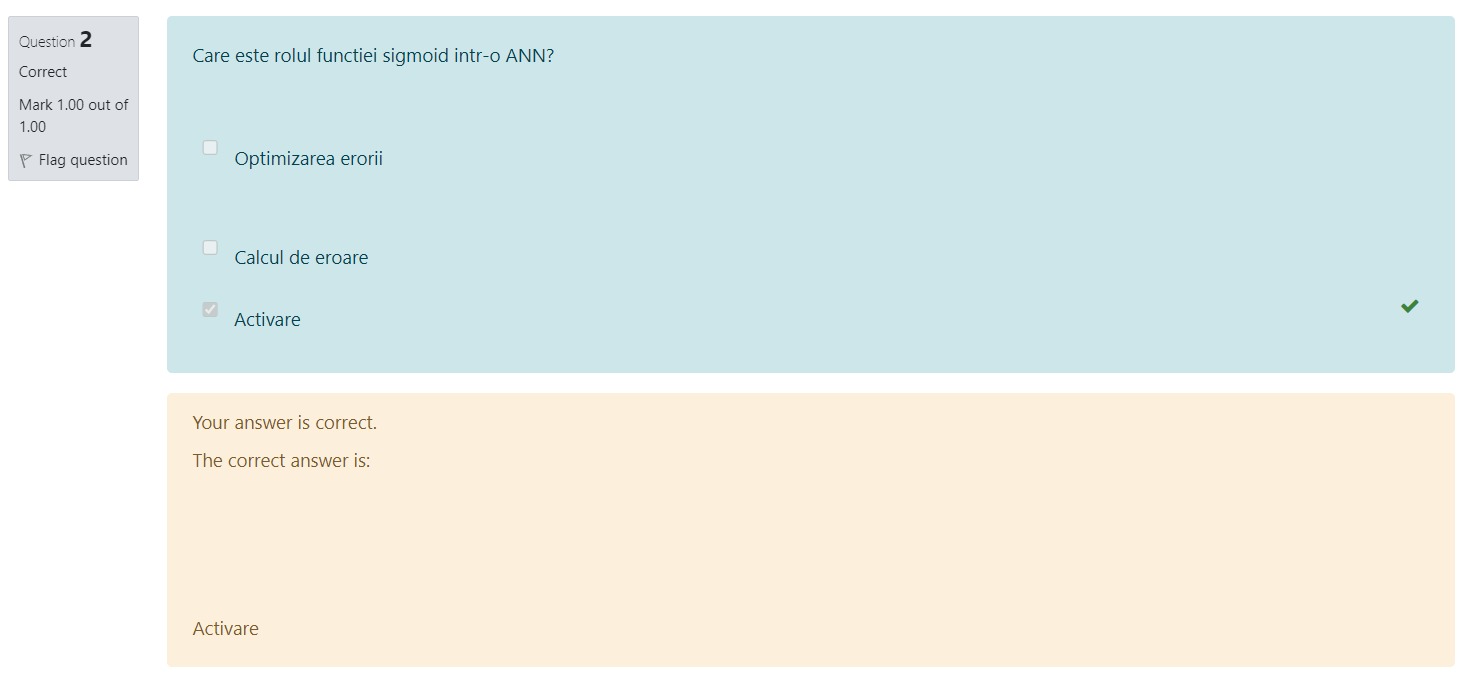 Question 2
Correct
Mark 1.00 out of
1.00
Flag question
Care este rolul functiei sigmoid intr-o ANN?
Optimizarea erorii
Calcul de eroare
Activare
Your answer is correct.
The correct answer is:
Activare